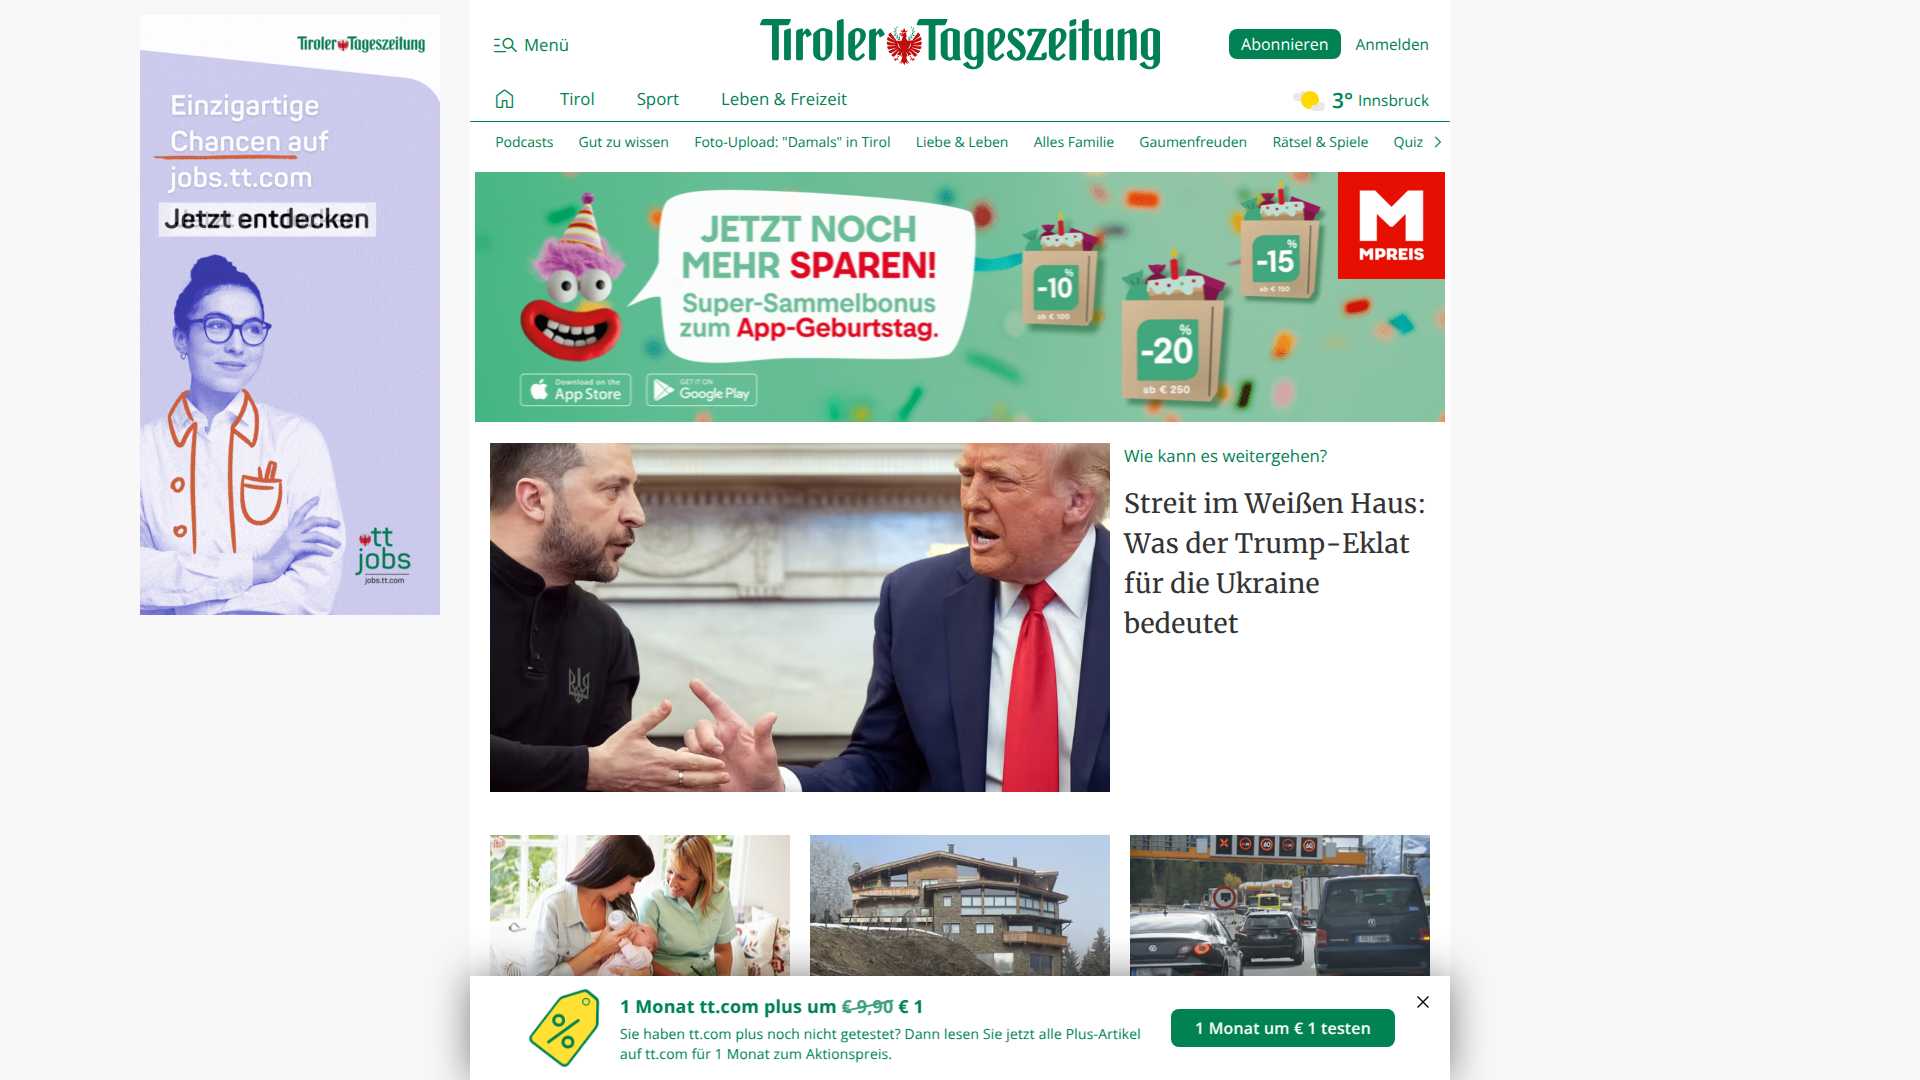 Tiroler Tageszeitung
Einzigartige
Chancen auf
jobs.tt.com
Jetzt entdecken
tt
jobs
jobs.tt.com
Menü
Tiroler Tageszeitung
Abonnieren
Anmelden
Tirol
Sport
Leben & Freizeit
3° Innsbruck
Podcasts
Gut zu wissen
Foto-Upload: "Damals" in Tirol
Liebe & Leben
Alles Familie
Gaumenfreuden
Rätsel & Spiele
Quiz
JETZT NOCH
MEHR SPAREN!
Super-Sammelbonus
zum App-Geburtstag.
Download on the
App Store
GET IT ON
Google Play
-10%
ab € 100
-20%
ab € 250
-15%
ab € 150
M
MPREIS
Wie kann es weitergehen?
Streit im Weißen Haus:
Was der Trump-Eklat
für die Ukraine
bedeutet
1 Monat tt.com plus um € 9,90 € 1
Sie haben tt.com plus noch nicht getestet? Dann lesen Sie jetzt alle Plus-Artikel
auf tt.com für 1 Monat zum Aktionspreis.
1 Monat um € 1 testen